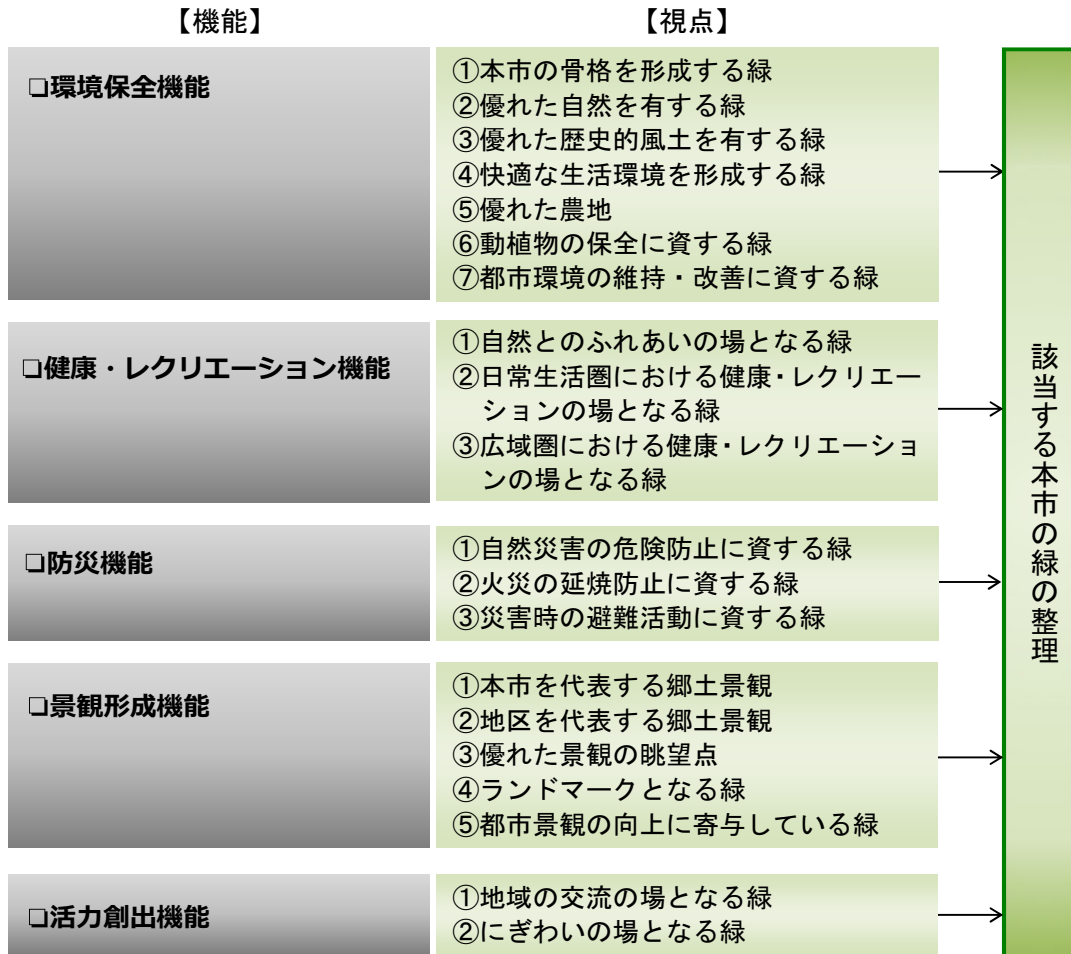 【機能】
【視点】
□環境保全機能
①本市の骨格を形成する緑
②優れた自然を有する緑
③優れた歴史的風土を有する緑
④快適な生活環境を形成する緑
⑤優れた農地
⑥動植物の保全に資する緑
⑦都市環境の維持・改善に資する緑
□健康・レクリエーション機能
①自然とのふれあいの場となる緑
②日常生活圏における健康・レクリエー
ションの場となる緑
③広域圏における健康・レクリエーショ
ンの場となる緑
□防災機能
①自然災害の危険防止に資する緑
②火災の延焼防止に資する緑
③災害時の避難活動に資する緑
□景観形成機能
①本市を代表する郷土景観
②地区を代表する郷土景観
③優れた景観の眺望点
④ランドマークとなる緑
⑤都市景観の向上に寄与している緑
□活力創出機能
①地域の交流の場となる緑
②にぎわいの場となる緑
該当する本市の緑の整理